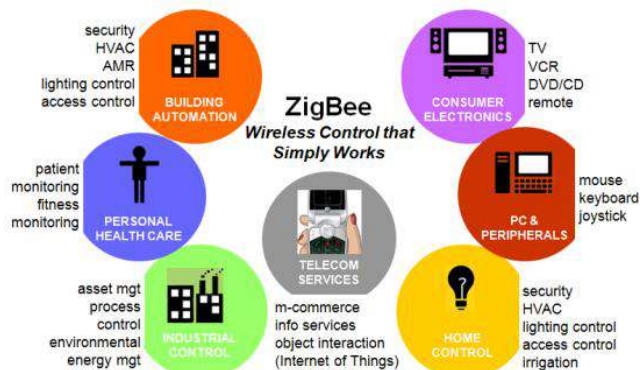 security
HVAC
AMR
lighting control
access control
BUILDING
AUTOMATION
ZigBee
Wireless Control that
Simply Works
TV
VCR
DVD/CD
remote
CONSUMER
ELECTRONICS
patient
monitoring
fitness
monitoring
PERSONAL
HEALTH CARE
TELECOM
SERVICES
m-commerce
info services
object interaction
(Internet of Things)
mouse
keyboard
joystick
PC &
PERIPHERALS
asset mgt
process
control
environmental
energy mgt
INDUSTRIAL
CONTROL
?
HOME
CONTROL
security
HVAC
lighting control
access control
irrigation